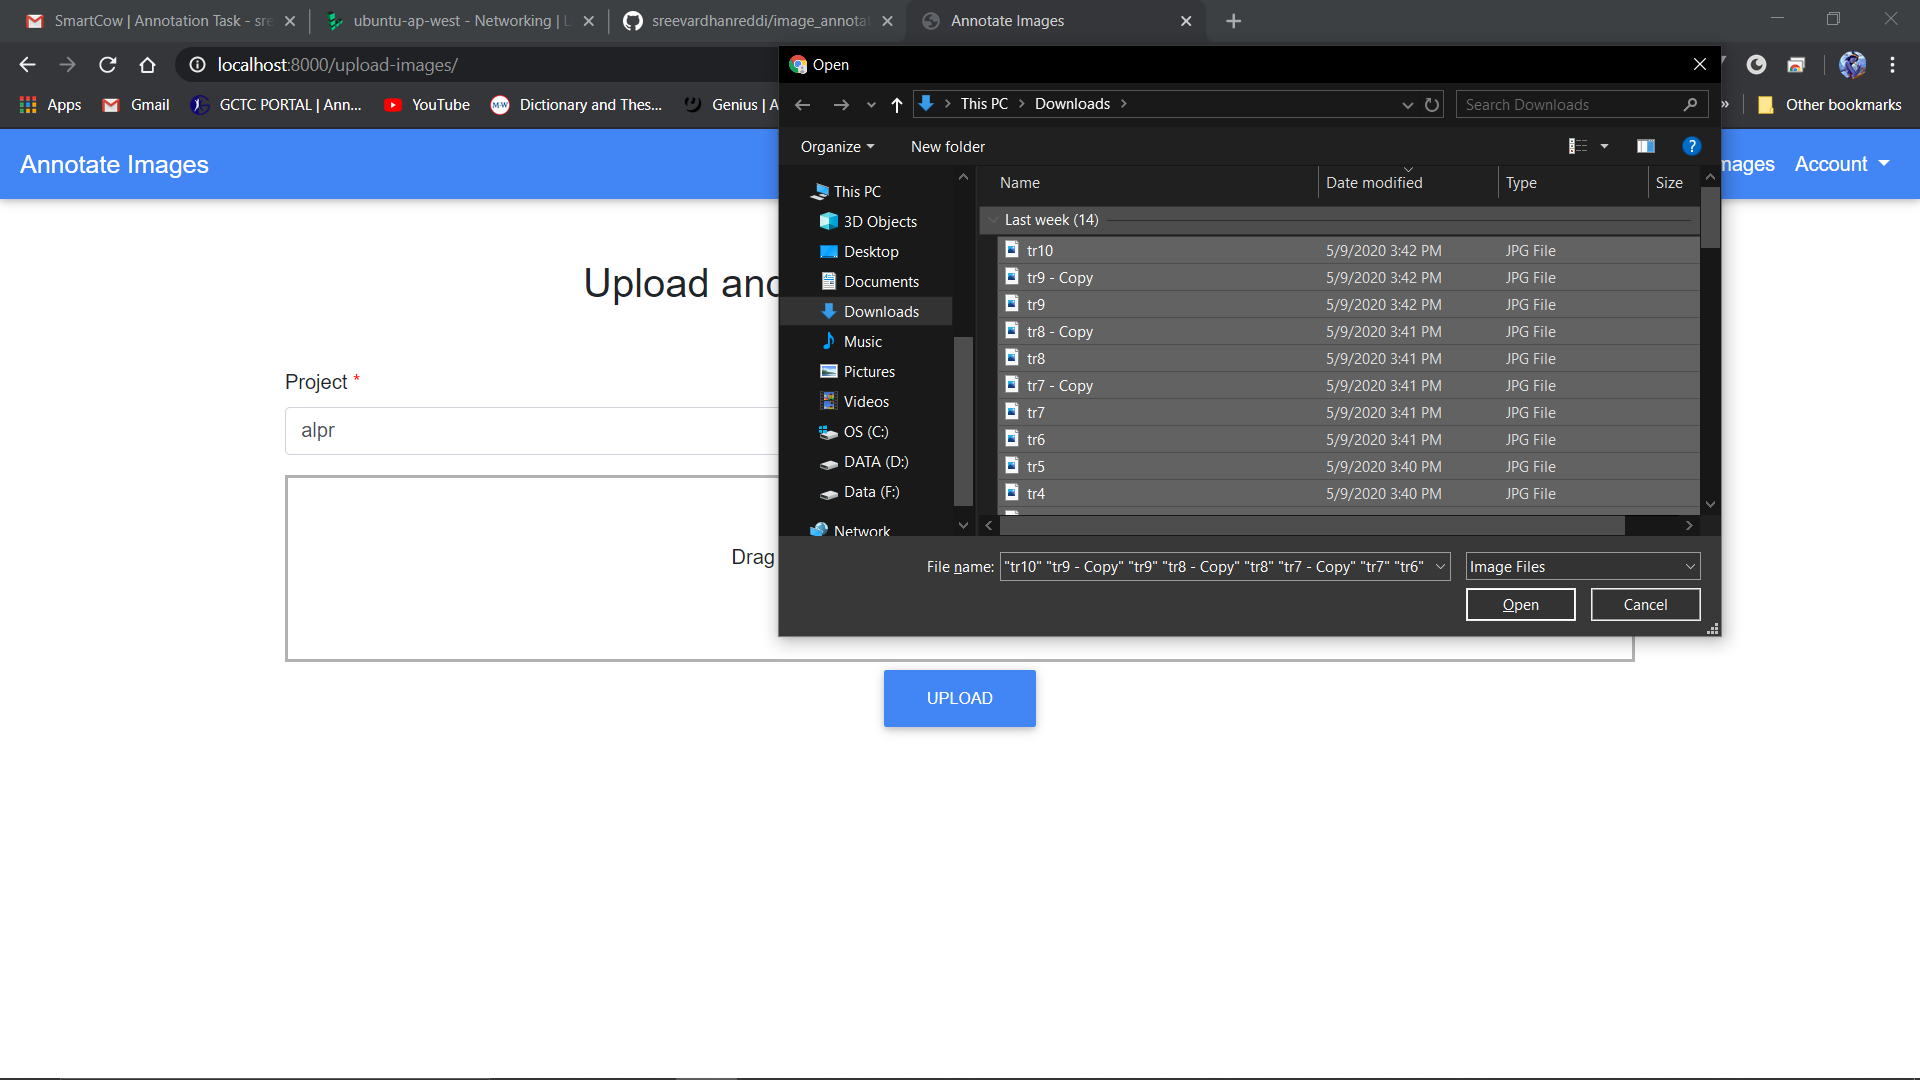 SmartCow | Annotation Task - sre
ubuntu-ap-west - Networking | L
sreevardhanreddi/image_annotat
Annotate Images
localhost:8000/upload-images/
Apps
Gmail
GCTC PORTAL | Ann...
YouTube
Dictionary and Thes...
Genius | A
Other bookmarks
Annotate Images
mages
Account
Upload and
Project *
alpr
Drag
UPLOAD
Open
This PC
Downloads
Search Downloads
Organize
New folder
This PC
3D Objects
Desktop
Documents
Downloads
Music
Pictures
Videos
OS (C:)
DATA (D:)
Data (F:)
Network
Name Date modified Type Size
Last week (14)
tr10 5/9/2020 3:42 PM JPG File
tr9 - Copy 5/9/2020 3:42 PM JPG File
tr9 5/9/2020 3:42 PM JPG File
tr8 - Copy 5/9/2020 3:41 PM JPG File
tr8 5/9/2020 3:41 PM JPG File
tr7 - Copy 5/9/2020 3:41 PM JPG File
tr7 5/9/2020 3:41 PM JPG File
tr6 5/9/2020 3:41 PM JPG File
tr5 5/9/2020 3:40 PM JPG File
tr4 5/9/2020 3:40 PM JPG File
File name: "tr10" "tr9 - Copy" "tr9" "tr8 - Copy" "tr8" "tr7 - Copy" "tr7" "tr6"
Image Files
Open
Cancel